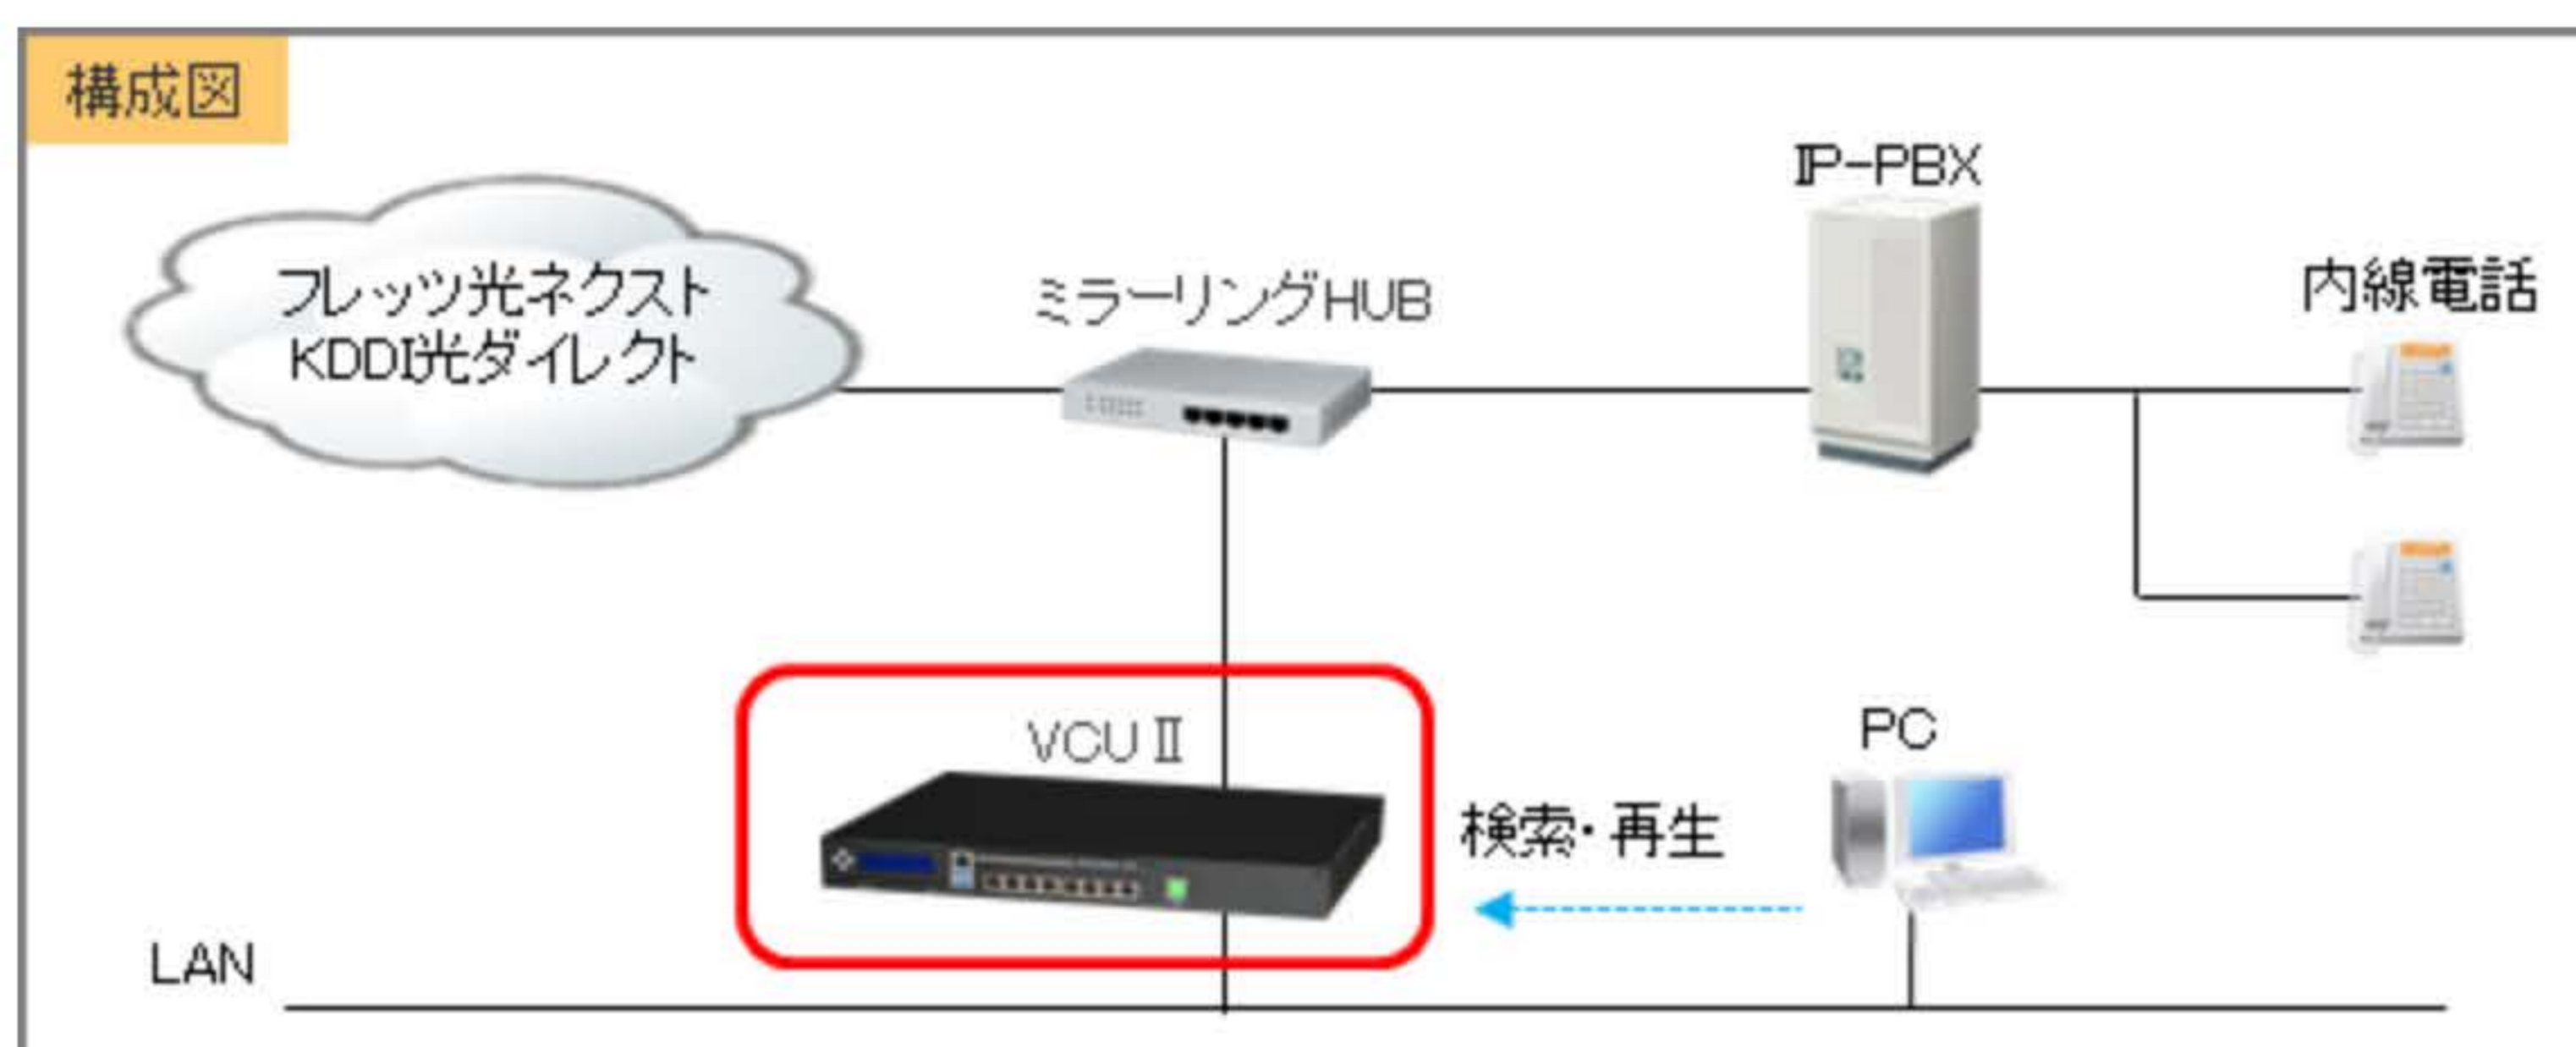 構成図
IP-PBX
フレッツ光ネクスト
KDDI光ダイレクト
ミラーリングHUB
内線電話
VCUⅡ
PC
検索・再生
LAN